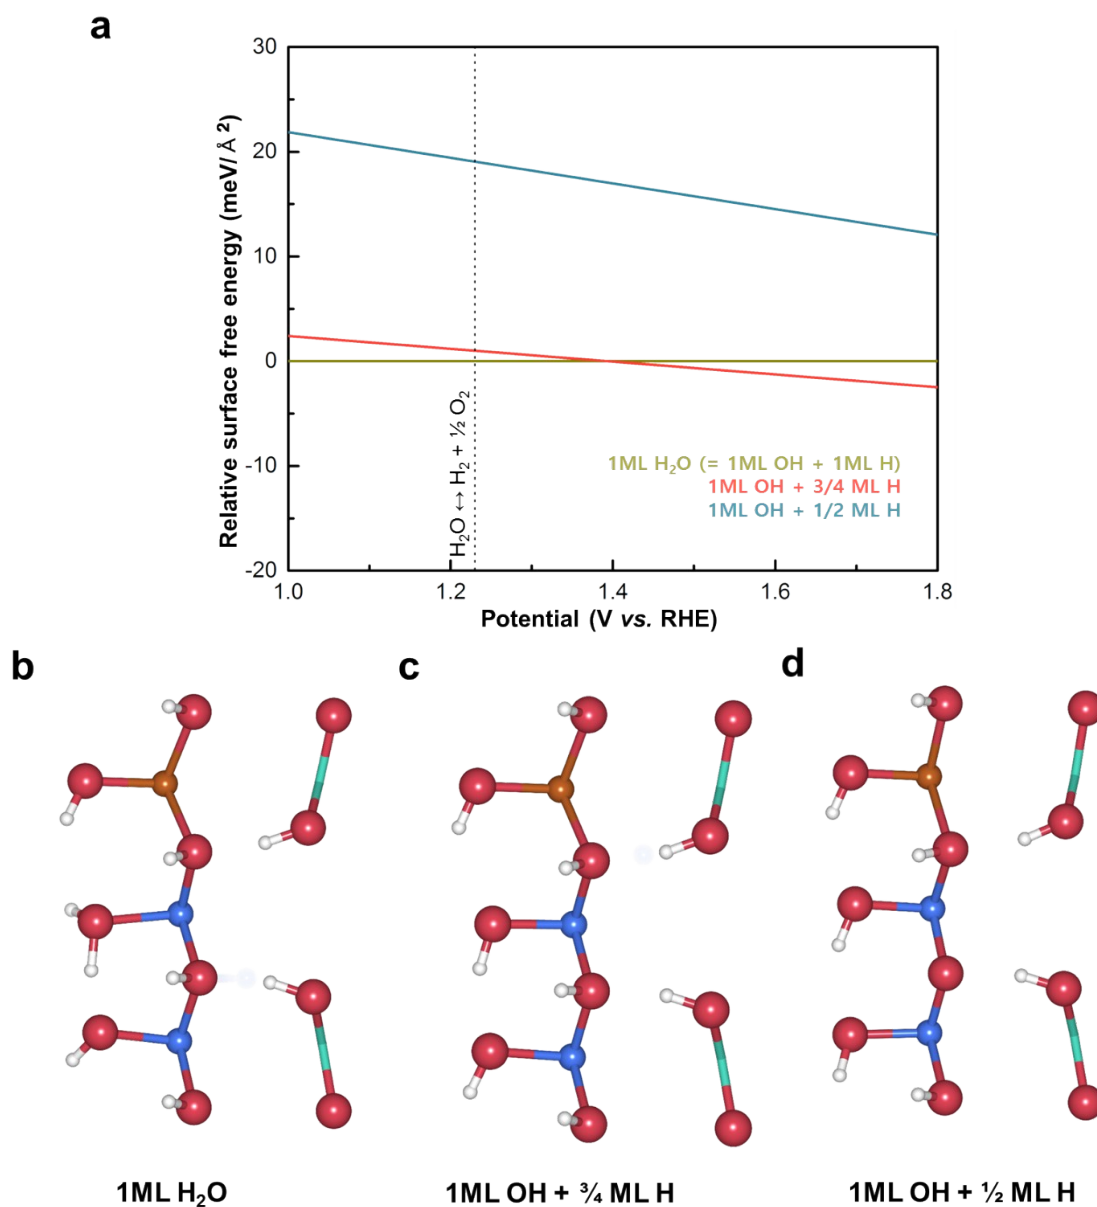 a
Relative surface free energy (meV/Å²)
30
20
10
0
-10
-20
H₂O ↔ H₂ + ½ O₂
1ML H₂O (= 1ML OH + 1ML H)
1ML OH + 3/4 ML H
1ML OH + 1/2 ML H
1.0 1.2 1.4 1.6 1.8
Potential (V vs. RHE)
b c d
1ML H₂O
1ML OH + ¾ ML H
1ML OH + ½ ML H